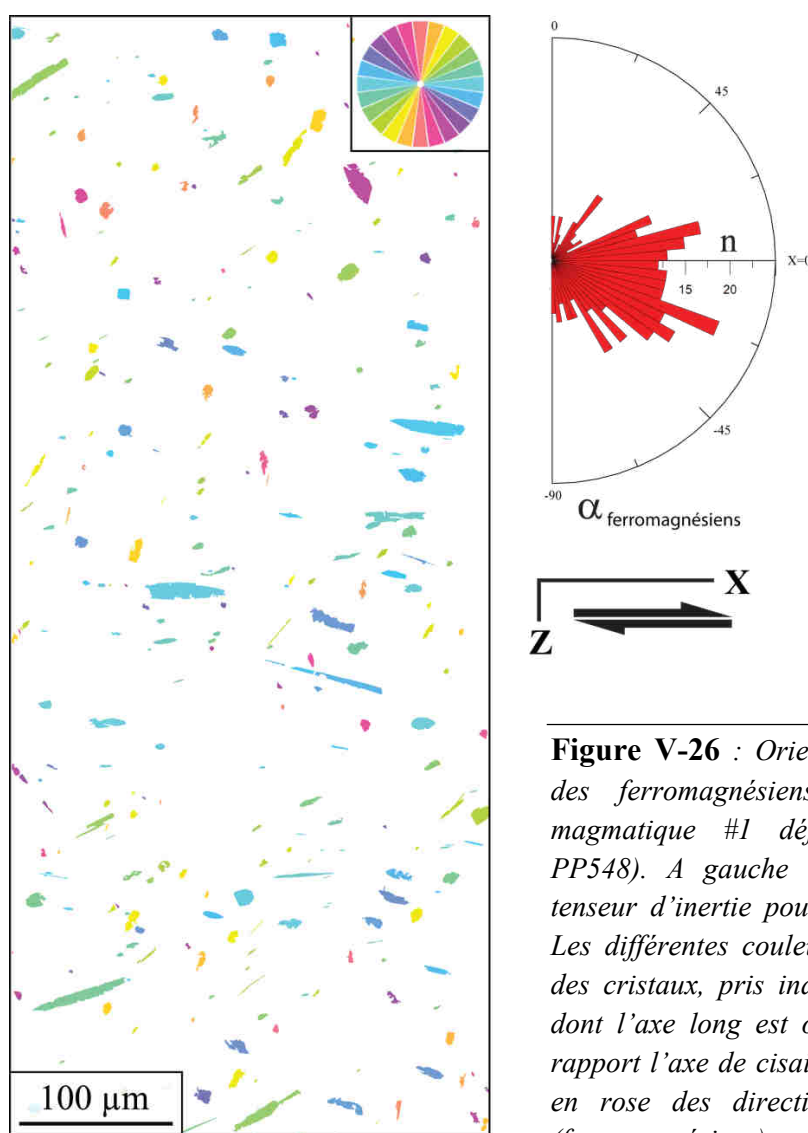 0
45
n
X=0
15
20
-45
-90
α ferromagnésiens
X
Z
100 µm
Figure V-26 : Orie
des ferromagnésiens
magmatique #1 déf
PP548). A gauche
tenseur d'inertie pou
Les différentes coule
des cristaux, pris ind
dont l'axe long est o
rapport l'axe de cisai
en rose des directi